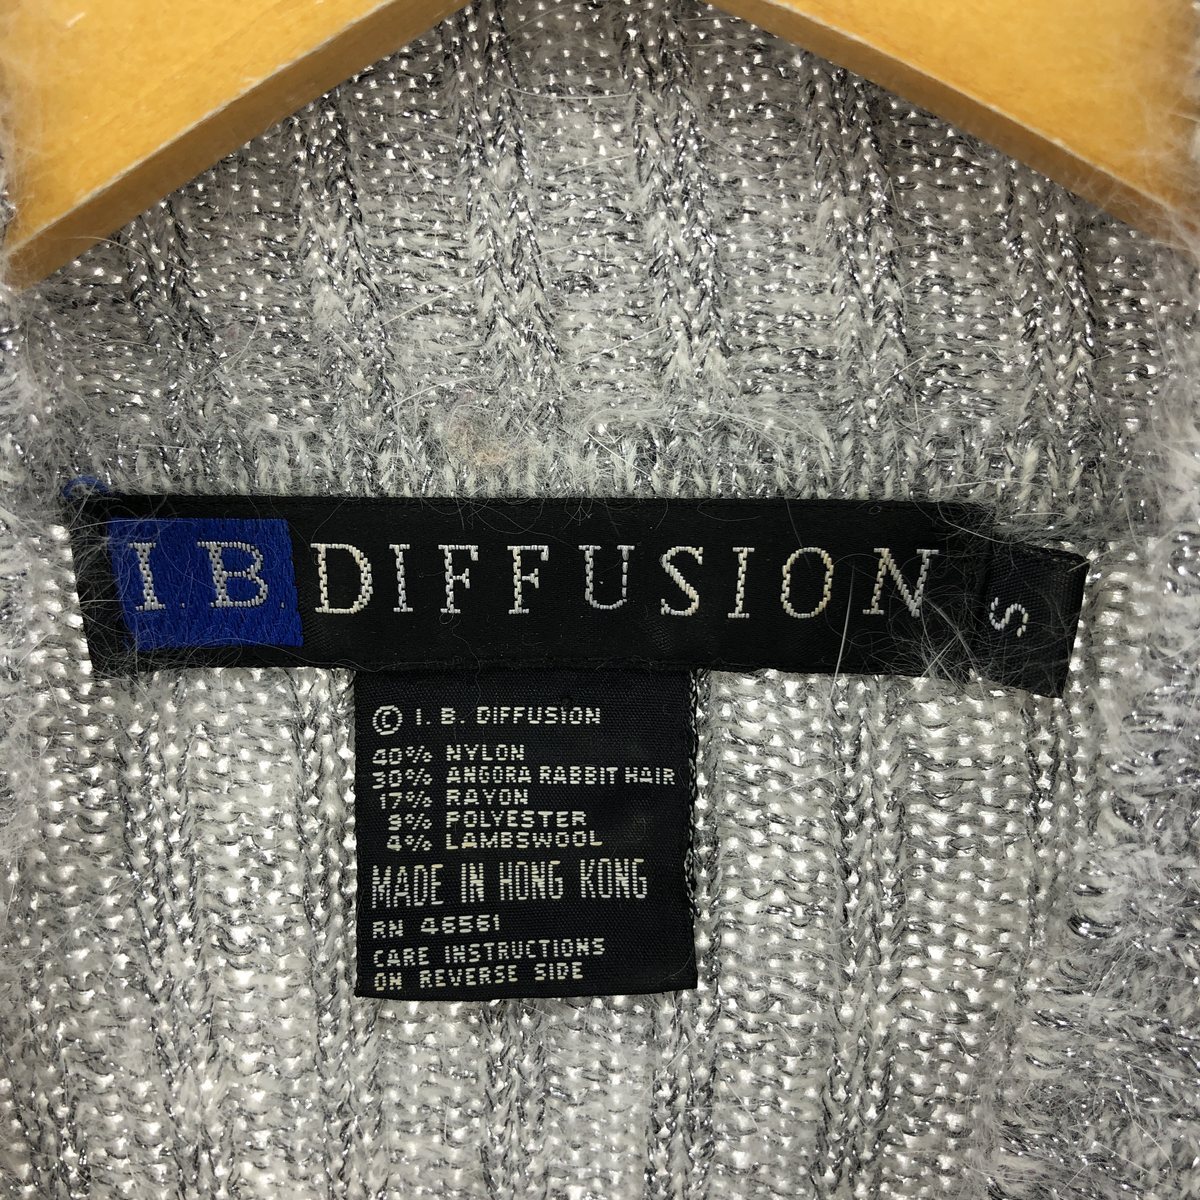 I.B. DIFFUSION
S
© I. B. DIFFUSION
40% NYLON
30% ANGORA RABBIT HAIR
17% RAYON
9% POLYESTER
4% LAMBSWOOL
MADE IN HONG KONG
RN 46561
CARE INSTRUCTIONS
ON REVERSE SIDE